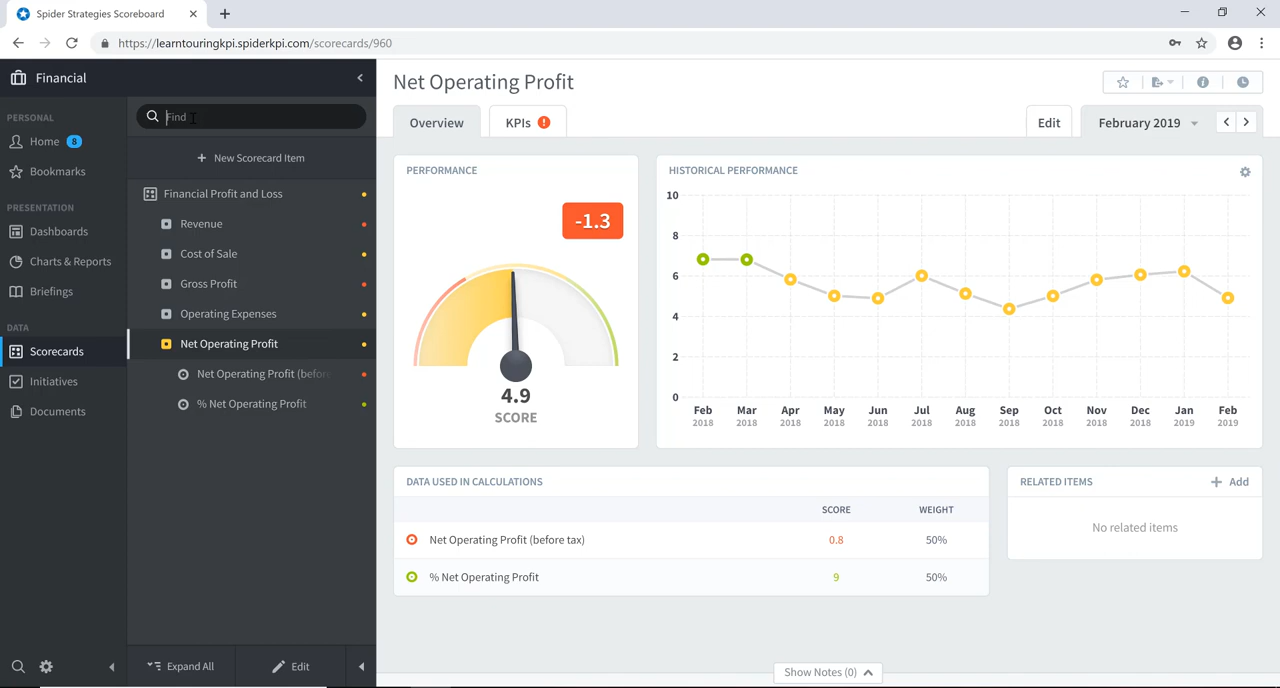 Spider Strategies Scoreboard
https://learntouringkpi.spiderkpi.com/scorecards/960
Financial
PERSONAL
Home 8
Bookmarks
PRESENTATION
Dashboards
Charts & Reports
Briefings
DATA
Scorecards
Initiatives
Documents
Find
+ New Scorecard Item
Financial Profit and Loss
Revenue
Cost of Sale
Gross Profit
Operating Expenses
Net Operating Profit
Net Operating Profit (before
% Net Operating Profit
Expand All
Edit
Net Operating Profit
Overview
KPIs
Edit
February 2019
PERFORMANCE
-1.3
4.9
SCORE
HISTORICAL PERFORMANCE
10
8
6
4
2
0
Feb Mar Apr May Jun Jul Aug Sep Oct Nov Dec Jan Feb
2018 2018 2018 2018 2018 2018 2018 2018 2018 2018 2018 2019 2019
DATA USED IN CALCULATIONS
SCORE WEIGHT
Net Operating Profit (before tax) 0.8 50%
% Net Operating Profit 9 50%
RELATED ITEMS
+ Add
No related items
Show Notes (0)